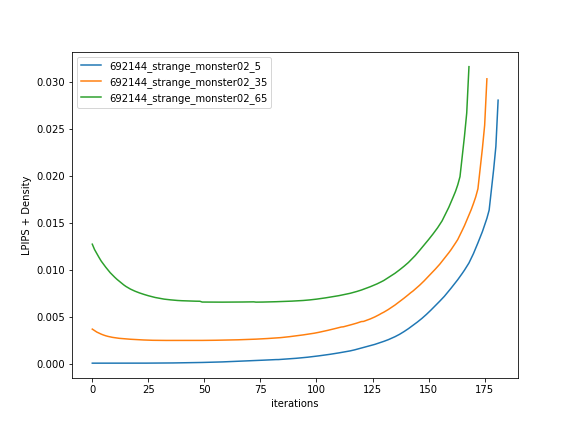 692144_strange_monster02_5
692144_strange_monster02_35
692144_strange_monster02_65
LPIPS + Density
0.030
0.025
0.020
0.015
0.010
0.005
0.000
0 25 50 75 100 125 150 175
iterations